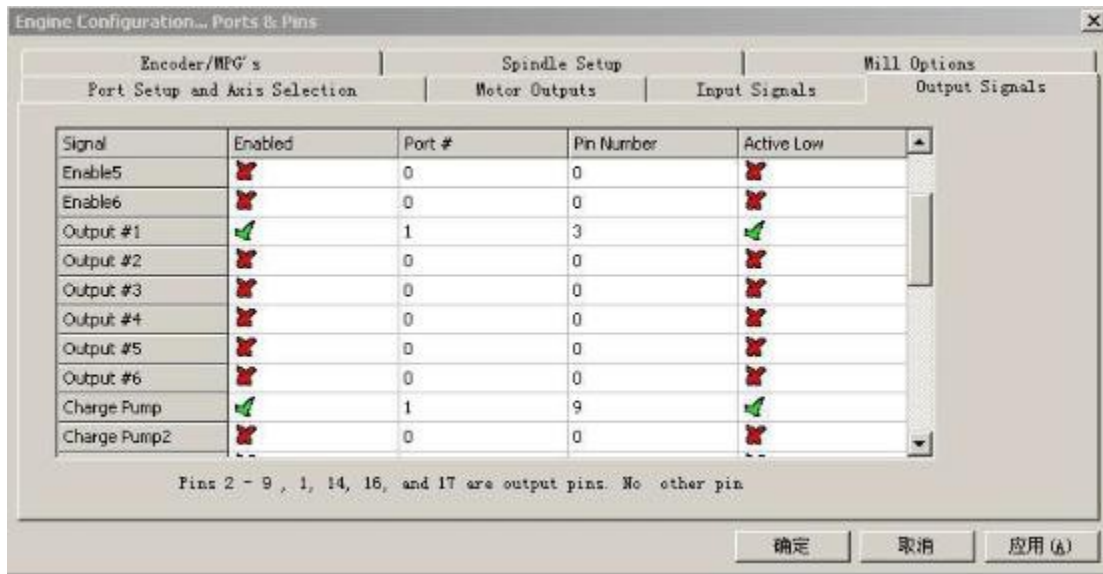 Engine Configuration... Ports & Pins
Encoder/MPG's Spindle Setup Mill Options
Port Setup and Axis Selection Motor Outputs Input Signals Output Signals
Signal Enabled Port # Pin Number Active Low
Enable5 0 0
Enable6 0 0
Output #1 1 3
Output #2 0 0
Output #3 0 0
Output #4 0 0
Output #5 0 0
Output #6 0 0
Charge Pump 1 9
Charge Pump2 0 0
Pins 2 - 9 , 1, 14, 16, and 17 are output pins. No other pin
确定 取消 应用(A)